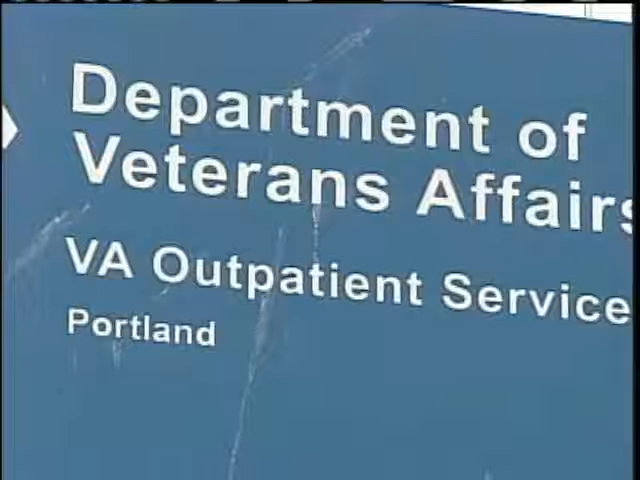 Department of
Veterans Affairs
VA Outpatient Service
Portland